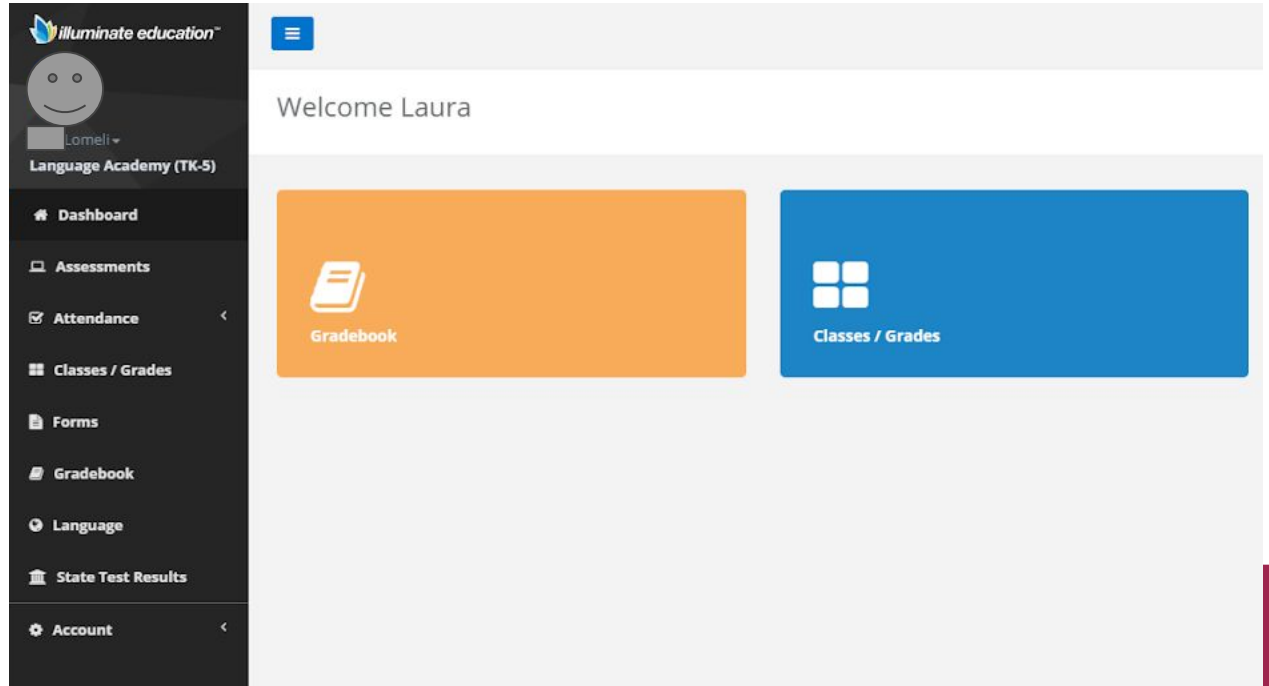 illuminate education™
Lomeli
Language Academy (TK-5)
Dashboard
Assessments
Attendance
Classes / Grades
Forms
Gradebook
Language
State Test Results
Account
Welcome Laura
Gradebook
Classes / Grades